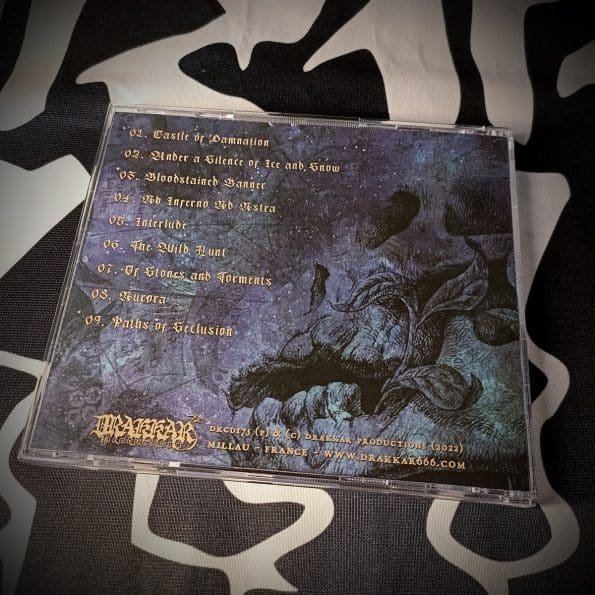 01. Castle of Damnation
02. Under a Silence of Ice and Snow
03. Bloodstained Banner
04. Ab Inferno Ad Astra
05. Interlude
06. The Wild Hunt
07. Of Stones and Torments
08. Aurora
09. Paths of Seclusion
DRAKKAR
PRODUCTIONS
DKCD175 (P) & (C) DRAKKAR PRODUCTIONS (2022)
MILLAU - FRANCE - WWW.DRAKKAR666.COM